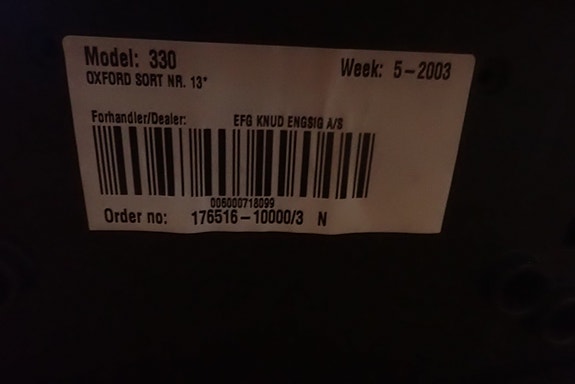 Model: 330
Week: 5-2003
OXFORD SORT NR. 13*
Forhandler/Dealer: EFG KNUD ENGSIG A/S
006000718099
Order no: 176516-10000/3 N